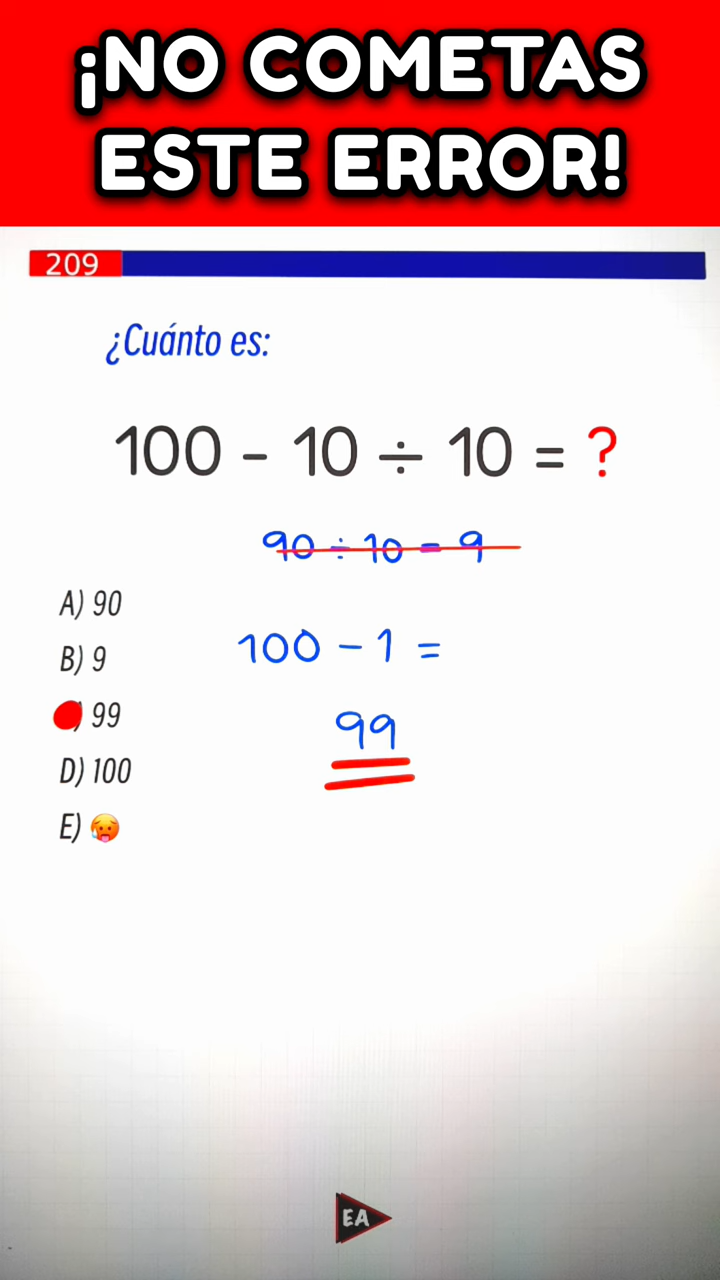 ¡NO COMETAS
ESTE ERROR!
209
¿Cuánto es:
100 - 10 ÷ 10 = ?
90 ÷ 10 = 9
A) 90
100 - 1 =
B) 9
) 99
99
D) 100
E) 🥵
EA